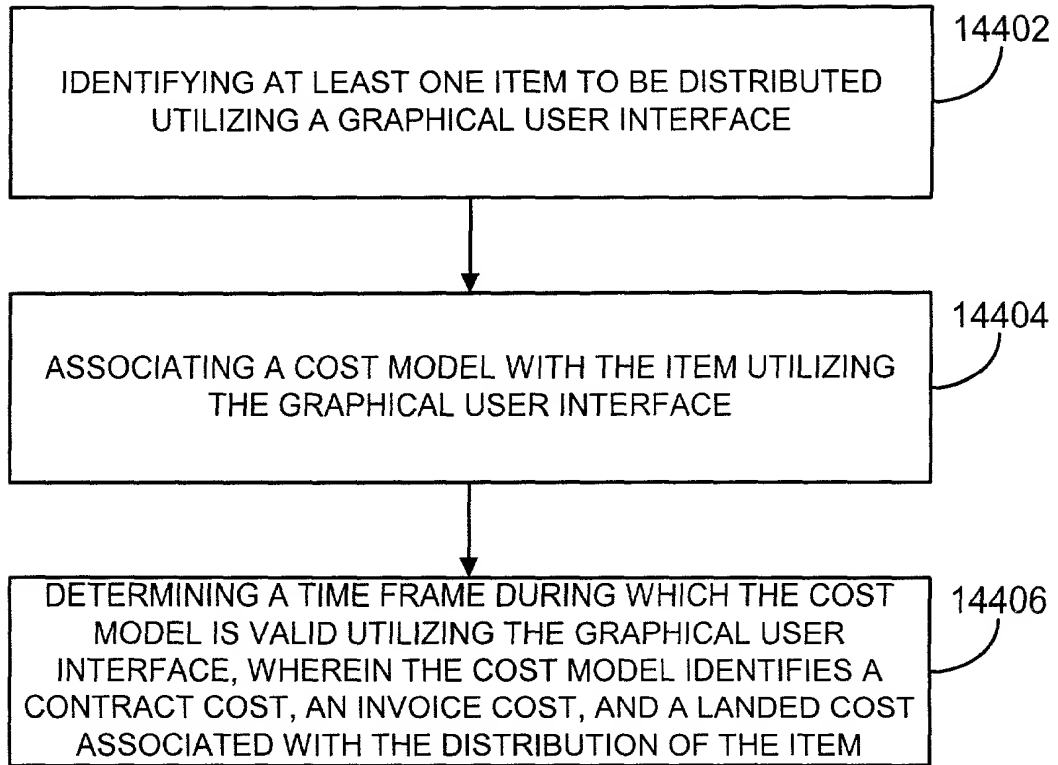 14402
IDENTIFYING AT LEAST ONE ITEM TO BE DISTRIBUTED
UTILIZING A GRAPHICAL USER INTERFACE
14404
ASSOCIATING A COST MODEL WITH THE ITEM UTILIZING
THE GRAPHICAL USER INTERFACE
14406
DETERMINING A TIME FRAME DURING WHICH THE COST
MODEL IS VALID UTILIZING THE GRAPHICAL USER
INTERFACE, WHEREIN THE COST MODEL IDENTIFIES A
CONTRACT COST, AN INVOICE COST, AND A LANDED COST
ASSOCIATED WITH THE DISTRIBUTION OF THE ITEM